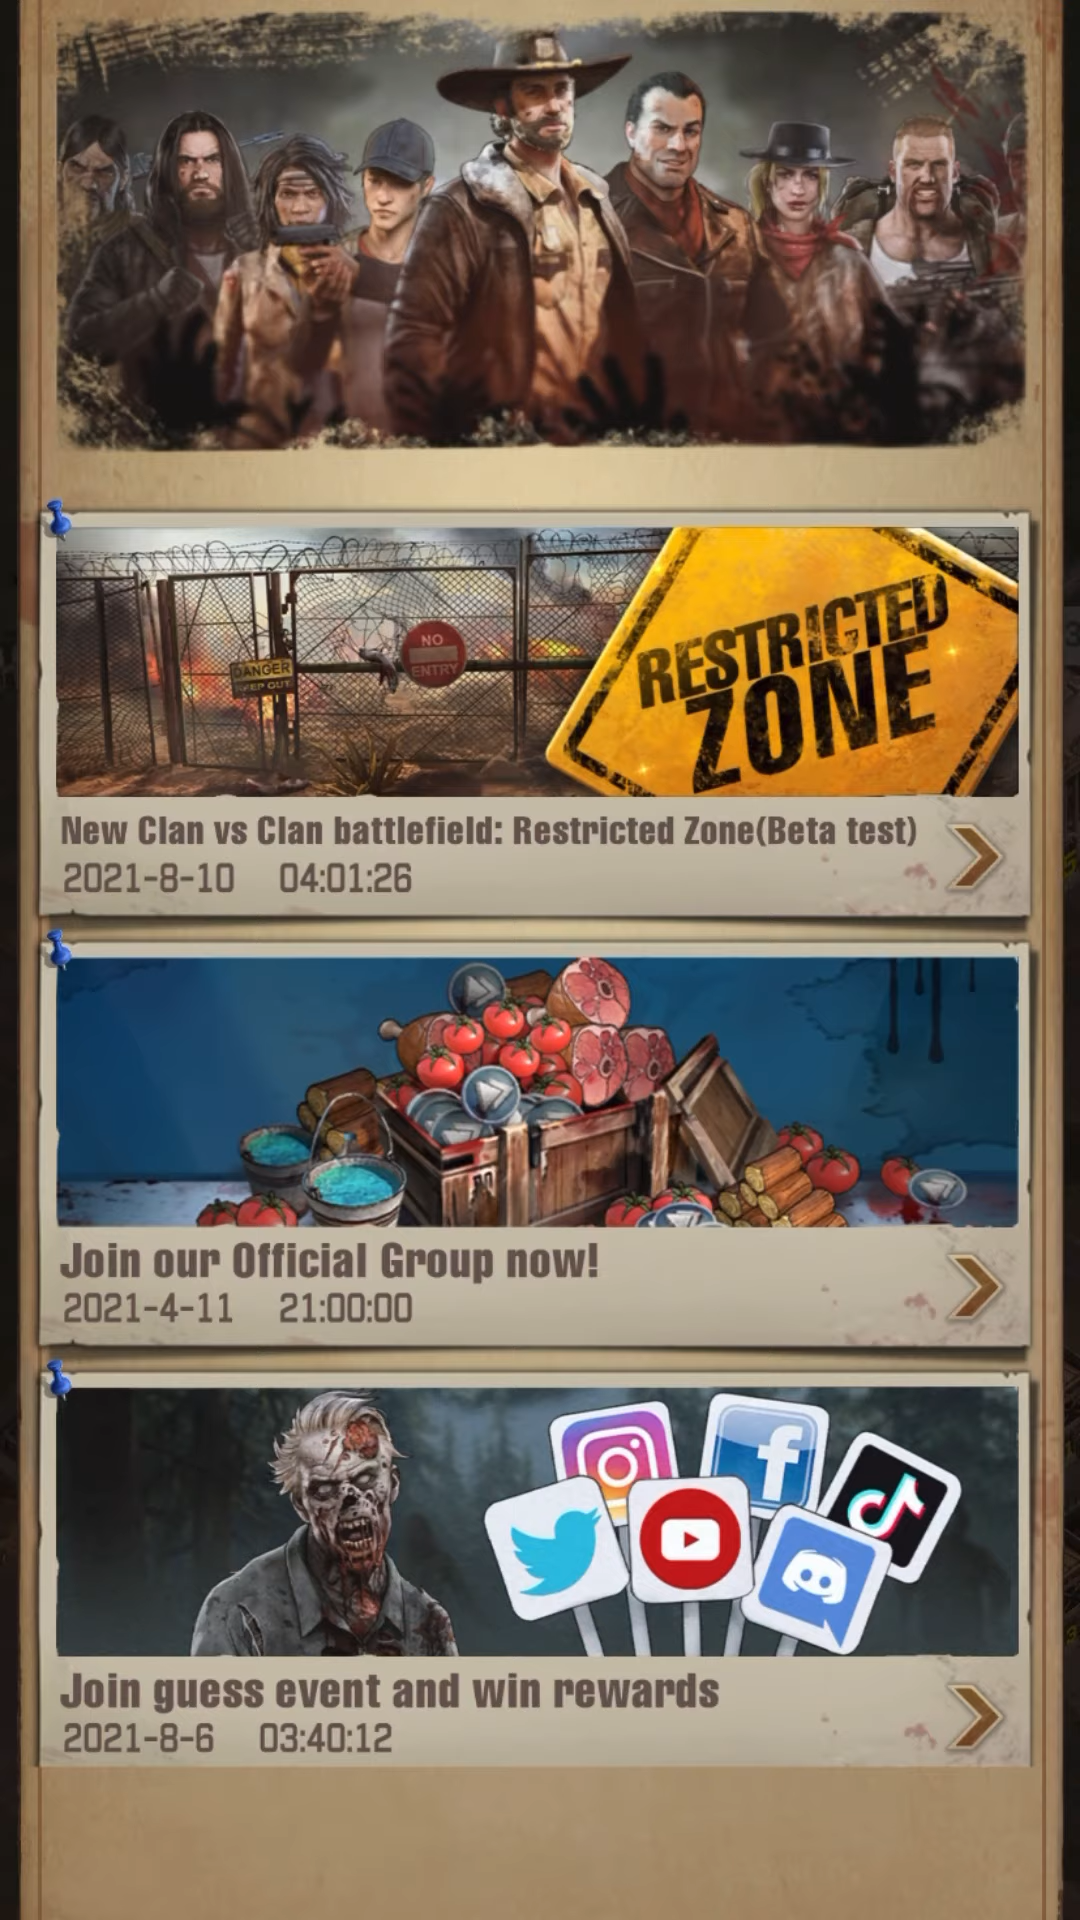 NO
ENTRY
DANGER
KEEP OUT
RESTRICTED
ZONE
New Clan vs Clan battlefield: Restricted Zone(Beta test)
2021-8-10 04:01:26
Join our Official Group now!
2021-4-11 21:00:00
Join guess event and win rewards
2021-8-6 03:40:12